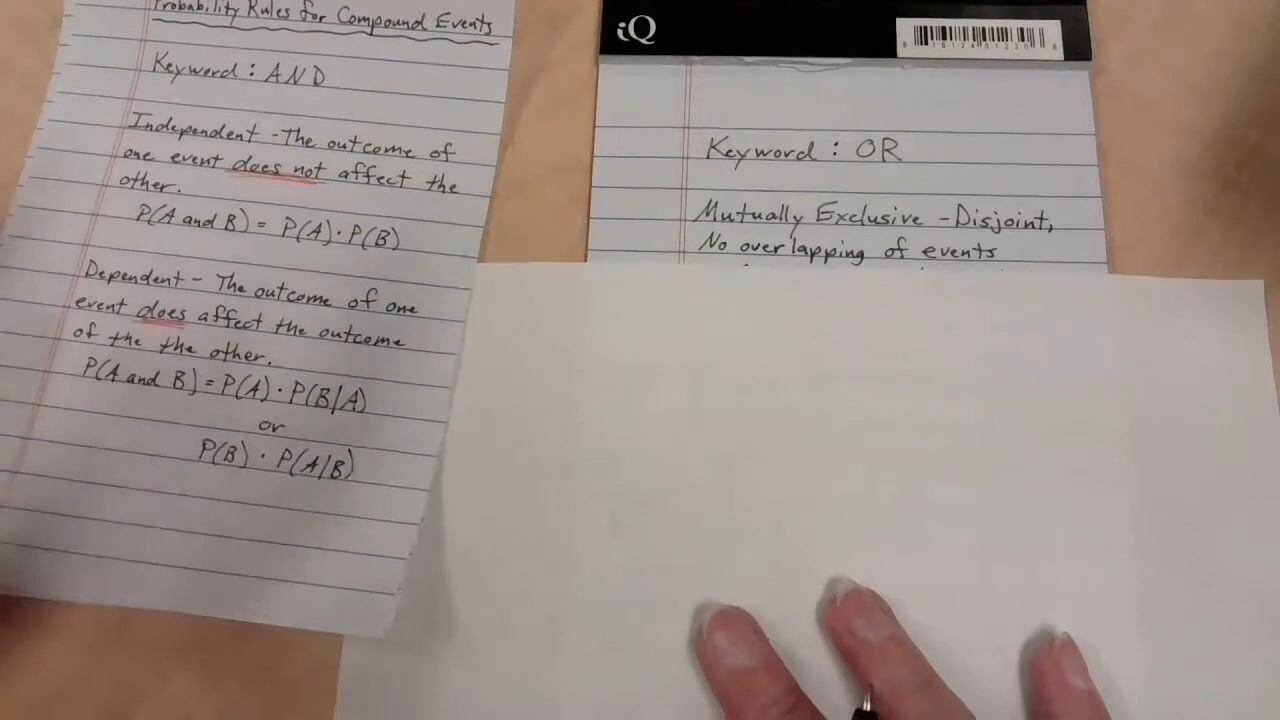 Probability Rules for Compound Events
Keyword : AND
Independent - The outcome of
one event does not affect the
other.
P(A and B) = P(A) · P(B)
Dependent - The outcome of one
event does affect the outcome
of the the other.
P(A and B) = P(A) · P(B/A)
or
P(B) · P(A/B)
iQ
Keyword : OR
Mutually Exclusive - Disjoint,
No overlapping of events